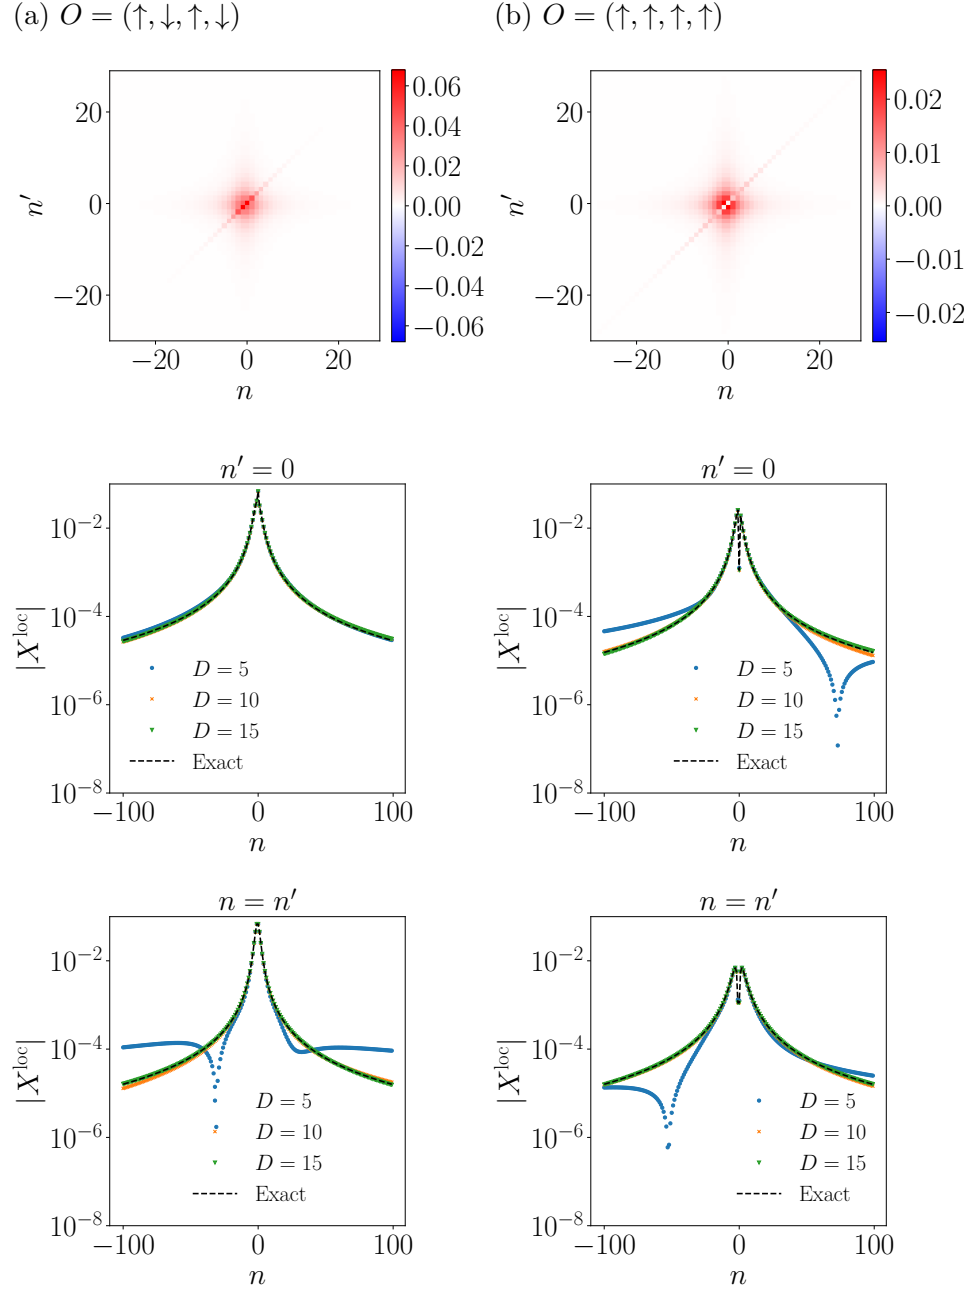 (a) O = (↑, ↓, ↑, ↓)
20
0
−20
n′
−20 0 20
n
0.06
0.04
0.02
0.00
−0.02
−0.04
−0.06
(b) O = (↑, ↑, ↑, ↑)
20
0
−20
n′
−20 0 20
n
0.02
0.01
0.00
−0.01
−0.02
n′ = 0
10⁻²
10⁻⁴
10⁻⁶
10⁻⁸
|X^loc|
D = 5
D = 10
D = 15
Exact
−100 0 100
n
n′ = 0
10⁻²
10⁻⁴
10⁻⁶
10⁻⁸
|X^loc|
D = 5
D = 10
D = 15
Exact
−100 0 100
n
n = n′
10⁻²
10⁻⁴
10⁻⁶
10⁻⁸
|X^loc|
D = 5
D = 10
D = 15
Exact
−100 0 100
n
n = n′
10⁻²
10⁻⁴
10⁻⁶
10⁻⁸
|X^loc|
D = 5
D = 10
D = 15
Exact
−100 0 100
n